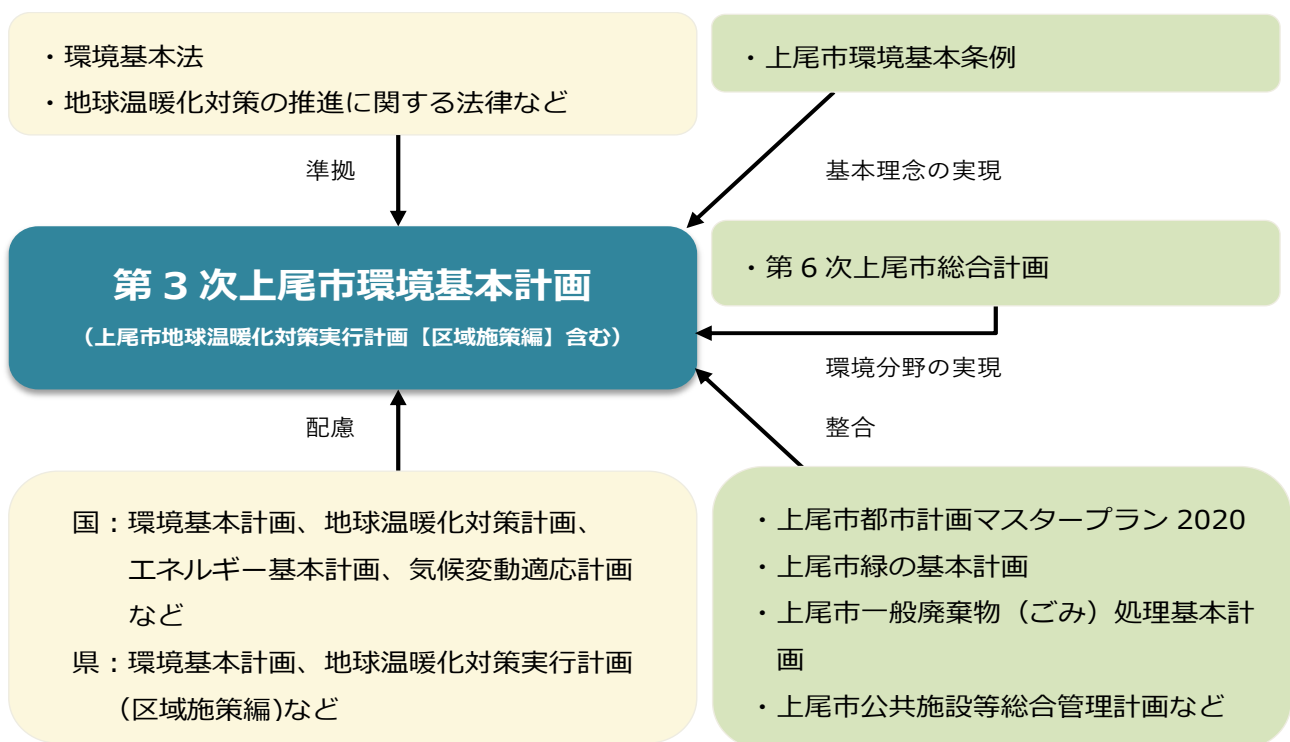 ・環境基本法
・地球温暖化対策の推進に関する法律など
・上尾市環境基本条例
準拠
基本理念の実現
第 3 次上尾市環境基本計画
（上尾市地球温暖化対策実行計画【区域施策編】含む）
・第 6 次上尾市総合計画
環境分野の実現
配慮
整合
国：環境基本計画、地球温暖化対策計画、
エネルギー基本計画、気候変動適応計画
など
県：環境基本計画、地球温暖化対策実行計画
（区域施策編)など
・上尾市都市計画マスタープラン 2020
・上尾市緑の基本計画
・上尾市一般廃棄物（ごみ）処理基本計
画
・上尾市公共施設等総合管理計画など